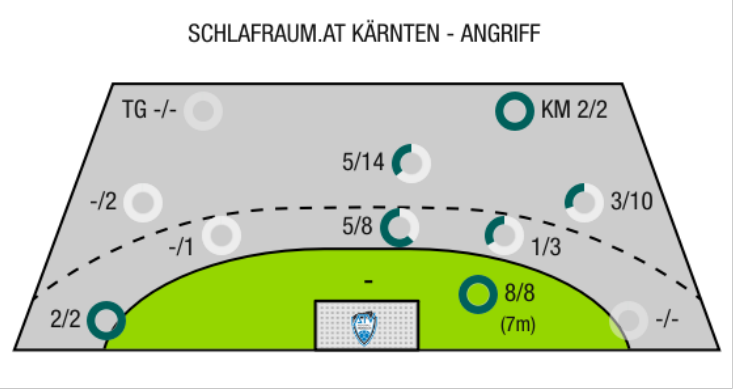 SCHLAFRAUM.AT KÄRNTEN - ANGRIFF
TG -/-
KM 2/2
5/14
-/2
3/10
5/8
-/1
1/3
-
8/8
(7m)
2/2
-/-